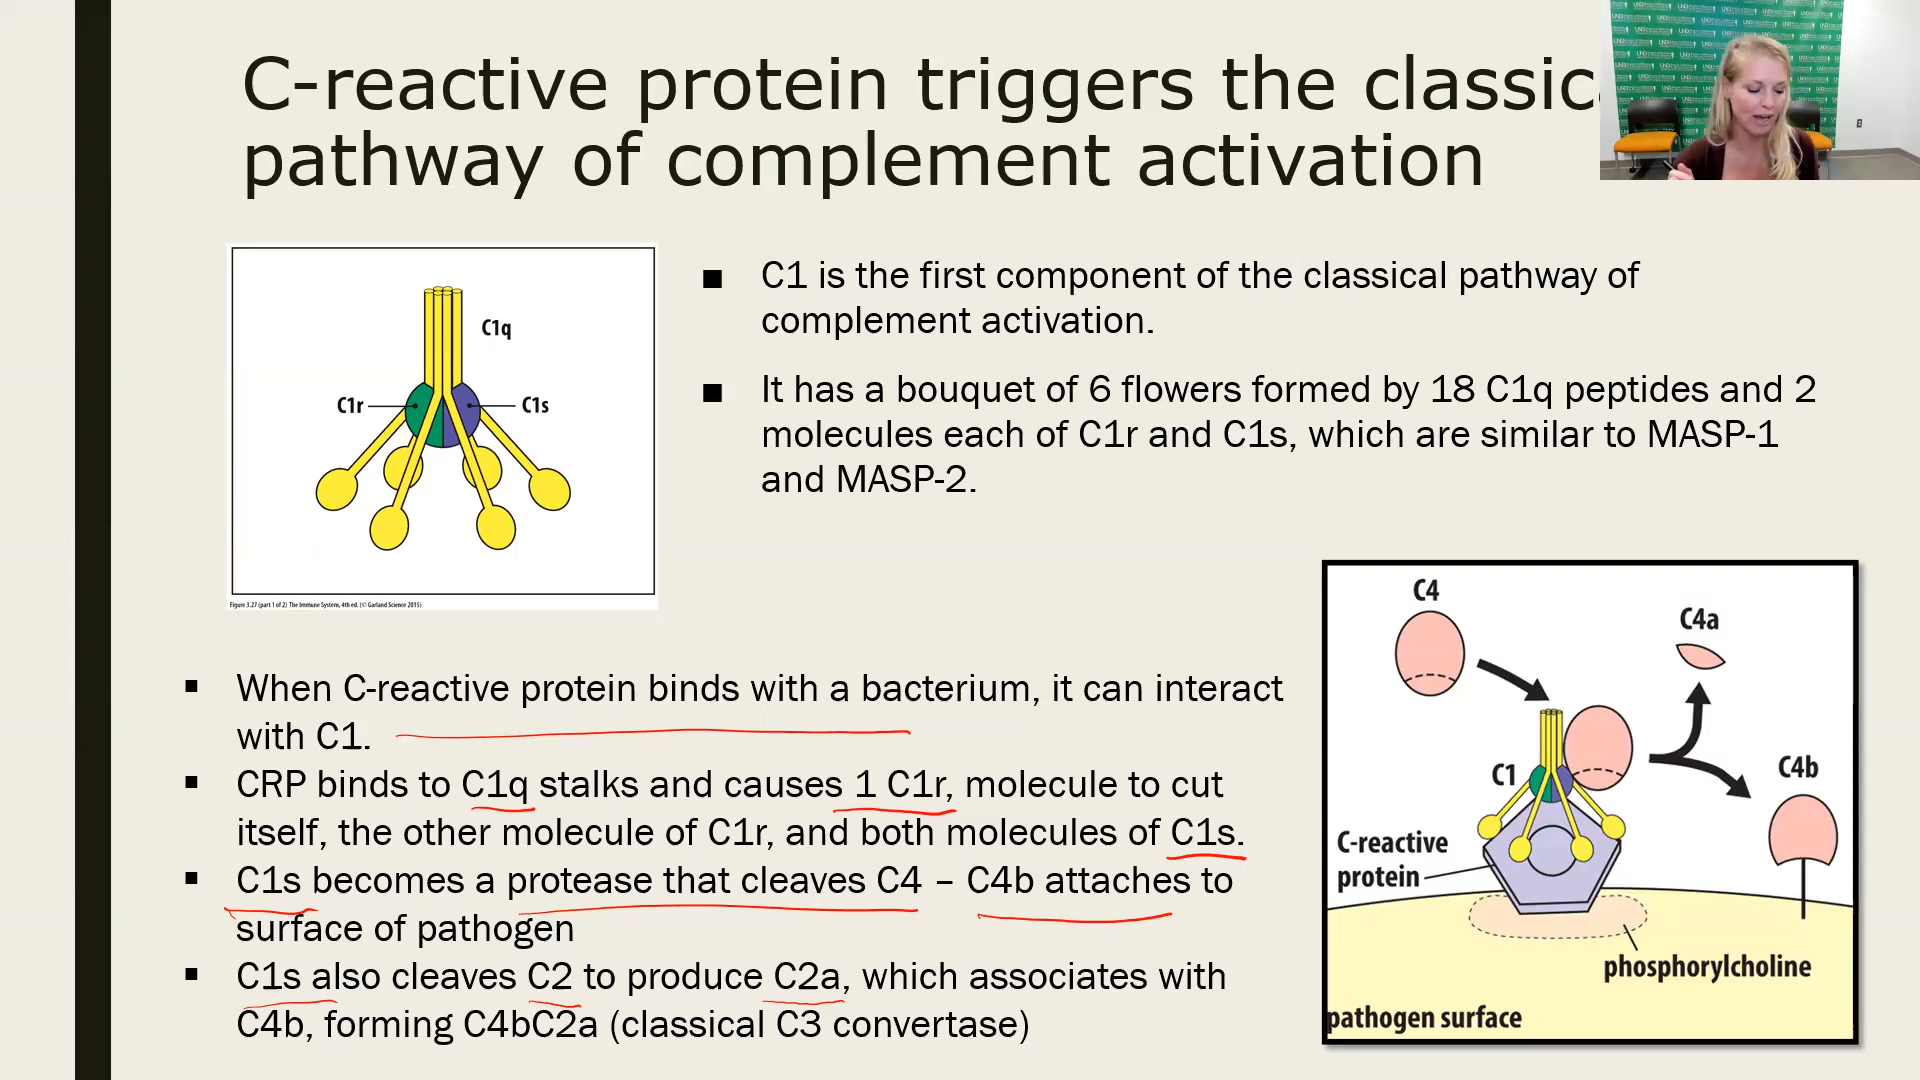 C-reactive protein triggers the classic
pathway of complement activation
C1q
C1r
C1s
Figure 3.27 (part 1 of 2) The Immune System, 4th ed. (© Garland Science 2015)
■ C1 is the first component of the classical pathway of
complement activation.
■ It has a bouquet of 6 flowers formed by 18 C1q peptides and 2
molecules each of C1r and C1s, which are similar to MASP-1
and MASP-2.
▪ When C-reactive protein binds with a bacterium, it can interact
with C1.
▪ CRP binds to C1q stalks and causes 1 C1r, molecule to cut
itself, the other molecule of C1r, and both molecules of C1s.
▪ C1s becomes a protease that cleaves C4 – C4b attaches to
surface of pathogen
▪ C1s also cleaves C2 to produce C2a, which associates with
C4b, forming C4bC2a (classical C3 convertase)
C4
C4a
C1
C4b
C-reactive
protein
phosphorylcholine
pathogen surface